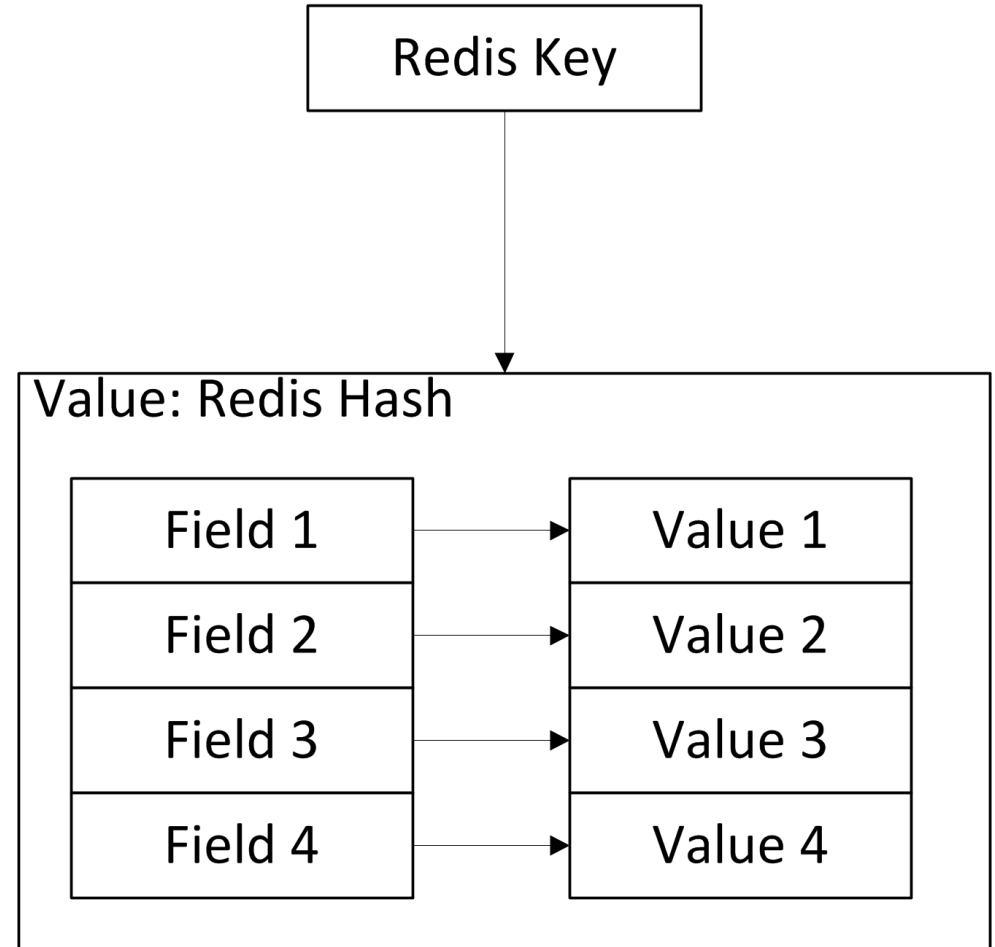 Redis Key
Value: Redis Hash
Field 1
Value 1
Field 2
Value 2
Field 3
Value 3
Field 4
Value 4